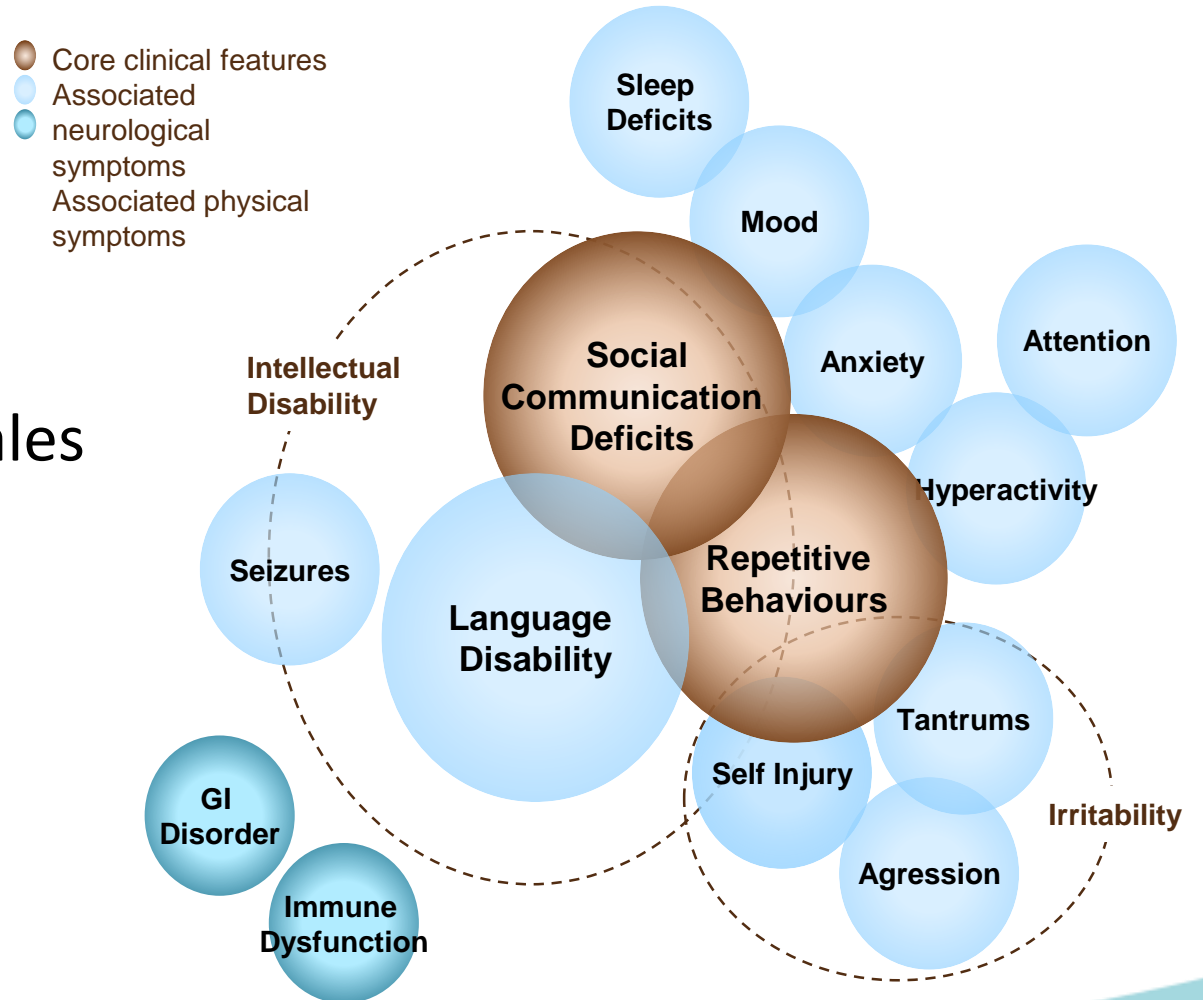 Core clinical features
Associated
neurological
symptoms
Associated physical
symptoms
Sleep
Deficits
Mood
Attention
Anxiety
Social
Communication
Deficits
Intellectual
Disability
ales
Hyperactivity
Seizures
Repetitive
Behaviours
Language
Disability
Tantrums
Self Injury
Irritability
GI
Disorder
Agression
Immune
Dysfunction